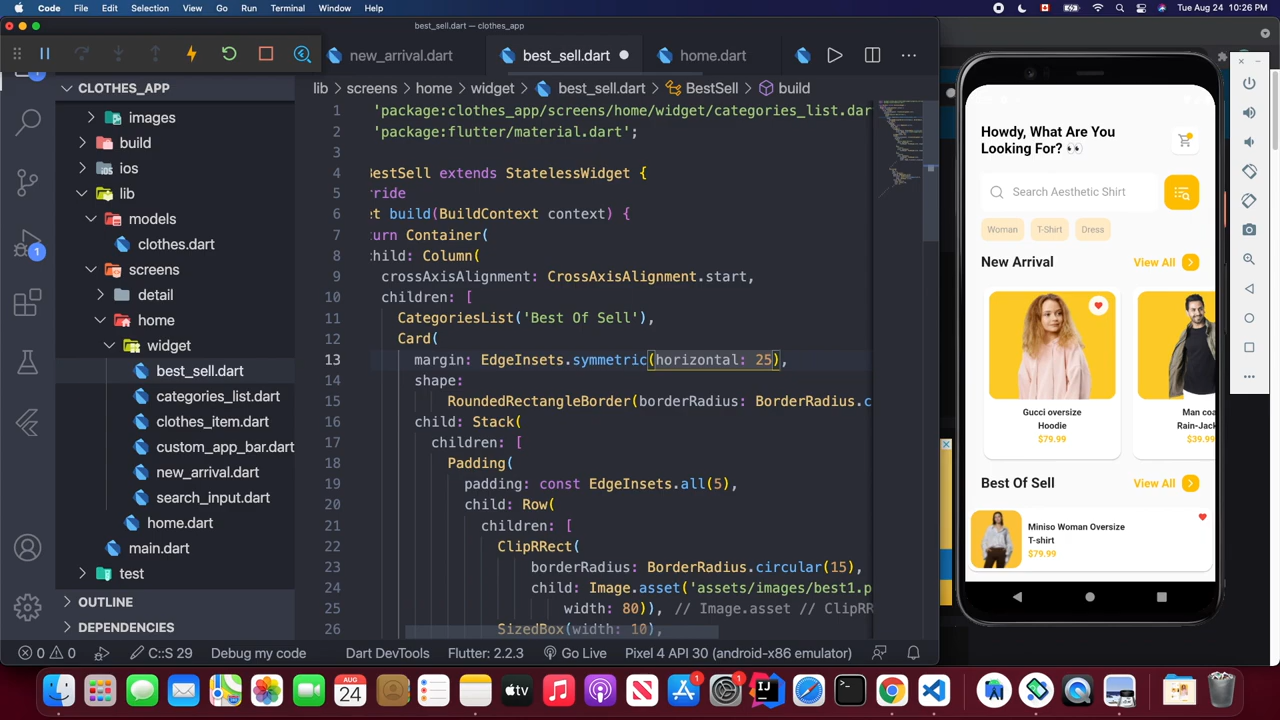 Code File Edit Selection View Go Run Terminal Window Help
Tue Aug 24 10:26 PM
best_sell.dart — clothes_app
new_arrival.dart best_sell.dart home.dart
CLOTHES_APP
lib > screens > home > widget > best_sell.dart > BestSell > build
images
build
ios
lib
models
clothes.dart
screens
detail
home
widget
best_sell.dart
categories_list.dart
clothes_item.dart
custom_app_bar.dart
new_arrival.dart
search_input.dart
home.dart
main.dart
test
OUTLINE
DEPENDENCIES
1
1 'package:clothes_app/screens/home/widget/categories_list.dar
2 'package:flutter/material.dart';
3
4 BestSell extends StatelessWidget {
5 ride
6 t build(BuildContext context) {
7 urn Container(
8 hild: Column(
9 crossAxisAlignment: CrossAxisAlignment.start,
10 children: [
11 CategoriesList('Best Of Sell'),
12 Card(
13 margin: EdgeInsets.symmetric(horizontal: 25),
14 shape:
15 RoundedRectangleBorder(borderRadius: BorderRadius.c
16 child: Stack(
17 children: [
18 Padding(
19 padding: const EdgeInsets.all(5),
20 child: Row(
21 children: [
22 ClipRRect(
23 borderRadius: BorderRadius.circular(15),
24 child: Image.asset('assets/images/best1.p
25 width: 80)), // Image.asset // ClipRR
26 SizedBox(width: 10),
0 0 C::S 29 Debug my code Dart DevTools Flutter: 2.2.3 Go Live Pixel 4 API 30 (android-x86 emulator)
Howdy, What Are You
Looking For? 👀
Search Aesthetic Shirt
Woman T-Shirt Dress
New Arrival View All
Gucci oversize
Hoodie
$79.99
Man coa
Rain-Jack
$39.99
Best Of Sell View All
Miniso Woman Oversize
T-shirt
$79.99
AUG
24
tv
1
1